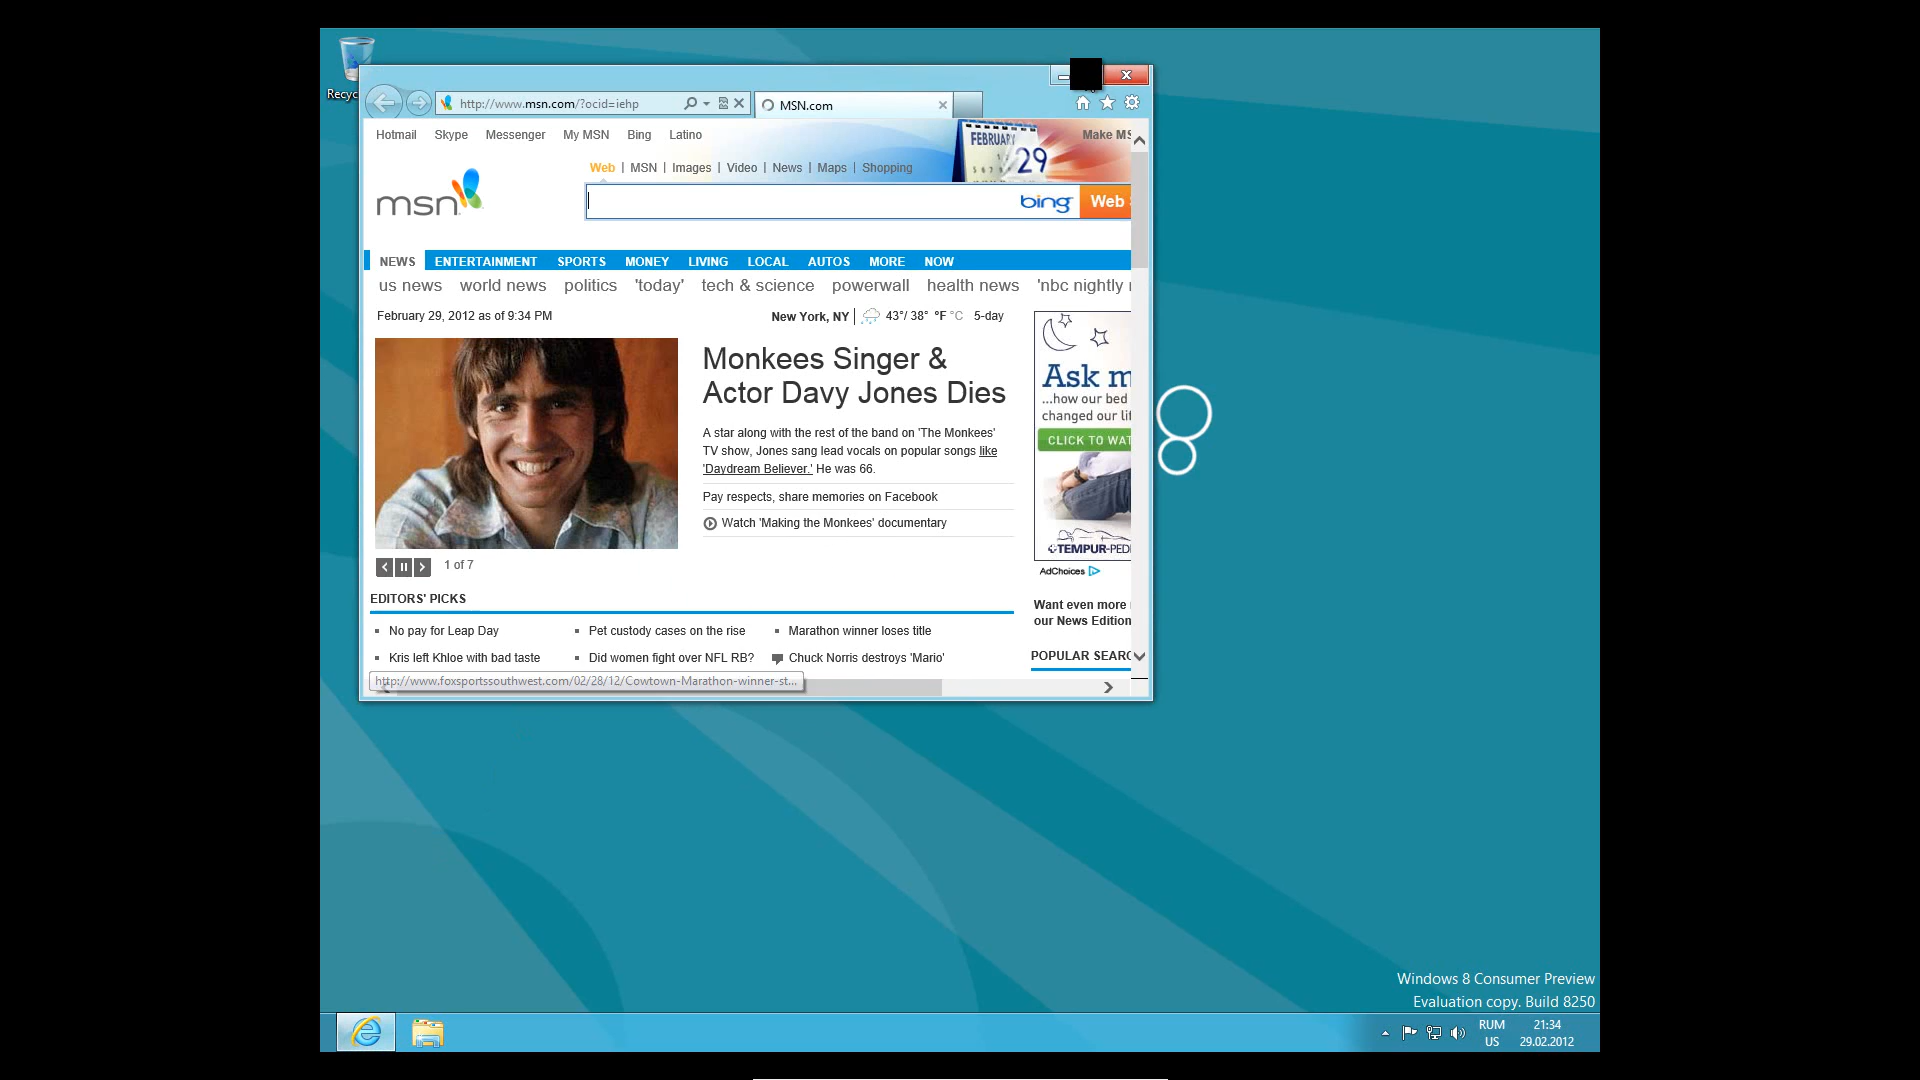 Recyc
http://www.msn.com/?ocid=iehp
MSN.com
Hotmail Skype Messenger My MSN Bing Latino
Make MS
FEBRUARY
29
Web | MSN | Images | Video | News | Maps | Shopping
msn
bing
Web
NEWS ENTERTAINMENT SPORTS MONEY LIVING LOCAL AUTOS MORE NOW
us news world news politics 'today' tech & science powerwall health news 'nbc nightly
February 29, 2012 as of 9:34 PM
New York, NY | 43°/ 38° °F °C 5-day
Monkees Singer &
Actor Davy Jones Dies
A star along with the rest of the band on 'The Monkees'
TV show, Jones sang lead vocals on popular songs like
'Daydream Believer.' He was 66.
Pay respects, share memories on Facebook
Watch 'Making the Monkees' documentary
1 of 7
Ask m
...how our bed
changed our lif
CLICK TO WAT
TEMPUR-PEDI
AdChoices
Want even more
our News Edition
POPULAR SEARC
EDITORS' PICKS
No pay for Leap Day
Pet custody cases on the rise
Marathon winner loses title
Kris left Khloe with bad taste
Did women fight over NFL RB?
Chuck Norris destroys 'Mario'
http://www.foxsportssouthwest.com/02/28/12/Cowtown-Marathon-winner-st...
8
Windows 8 Consumer Preview
Evaluation copy. Build 8250
RUM
US
21:34
29.02.2012